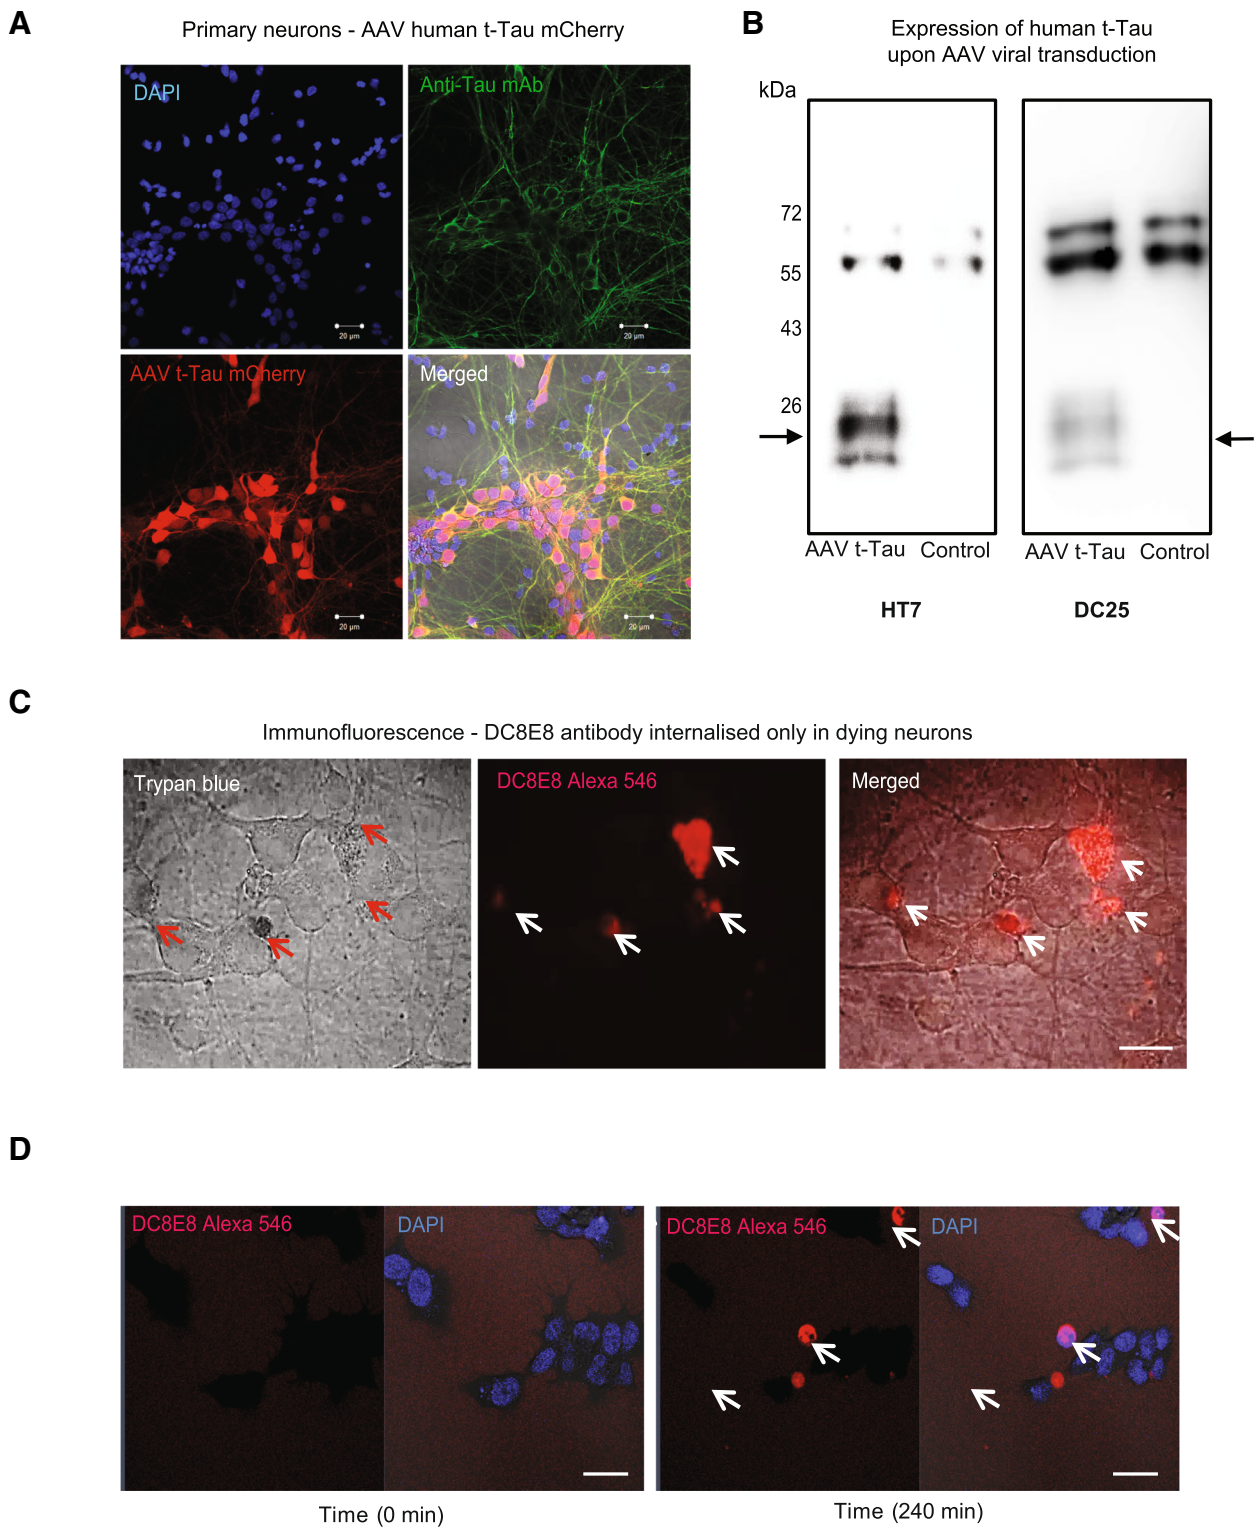 A
Primary neurons - AAV human t-Tau mCherry
DAPI
Anti-Tau mAb
20 µm
20 µm
AAV t-Tau mCherry
Merged
20 µm
20 µm
B
Expression of human t-Tau
upon AAV viral transduction
kDa
72
55
43
26
AAV t-Tau Control
AAV t-Tau Control
HT7
DC25
C
Immunofluorescence - DC8E8 antibody internalised only in dying neurons
Trypan blue
DC8E8 Alexa 546
Merged
D
DC8E8 Alexa 546
DAPI
DC8E8 Alexa 546
DAPI
Time (0 min)
Time (240 min)